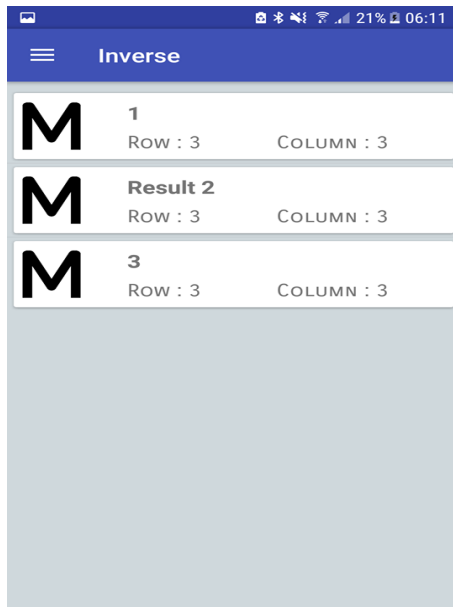 21% 06:11
Inverse
M
1
Row : 3 Column : 3
M
Result 2
Row : 3 Column : 3
M
3
Row : 3 Column : 3